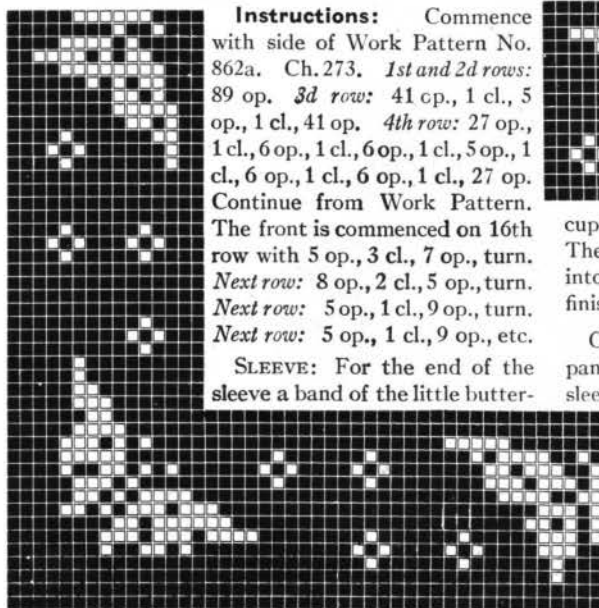 Instructions: Commence
with side of Work Pattern No.
862a. Ch. 273. 1st and 2d rows:
89 op. 3d row: 41 op., 1 cl., 5
op., 1 cl., 41 op. 4th row: 27 op.,
1 cl., 6 op., 1 cl., 6 op., 1 cl., 5 op., 1
cl., 6 op., 1 cl., 6 op., 1 cl., 27 op.
Continue from Work Pattern.
The front is commenced on 16th
row with 5 op., 3 cl., 7 op., turn.
Next row: 8 op., 2 cl., 5 op., turn.
Next row: 5 op., 1 cl., 9 op., turn.
Next row: 5 op., 1 cl., 9 op., etc.
SLEEVE: For the end of the
sleeve a band of the little butter-
cup
The
into
finis
C
pan
slee